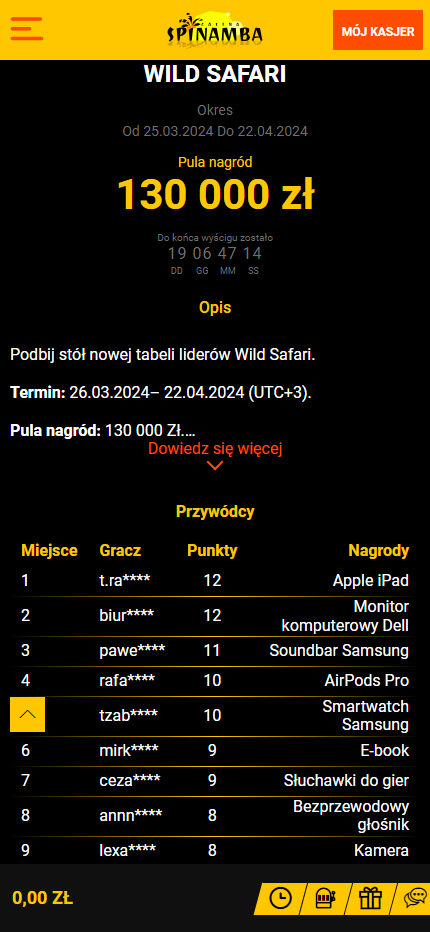 CASINO
SPINAMBA
MÓJ KASJER
WILD SAFARI
Okres
Od 25.03.2024 Do 22.04.2024
Pula nagród
130 000 zł
Do końca wyścigu zostało
19 06 47 14
DD GG MM SS
Opis
Podbij stół nowej tabeli liderów Wild Safari.
Termin: 26.03.2024– 22.04.2024 (UTC+3).
Pula nagród: 130 000 Zł....
Dowiedz się więcej
Przywódcy
Miejsce Gracz Punkty Nagrody
1 t.ra**** 12 Apple iPad
2 biur**** 12 Monitor
komputerowy Dell
3 pawe**** 11 Soundbar Samsung
4 rafa**** 10 AirPods Pro
tzab**** 10 Smartwatch
Samsung
6 mirk**** 9 E-book
7 ceza**** 9 Słuchawki do gier
8 annn**** 8 Bezprzewodowy
głośnik
9 lexa**** 8 Kamera
0,00 ZŁ